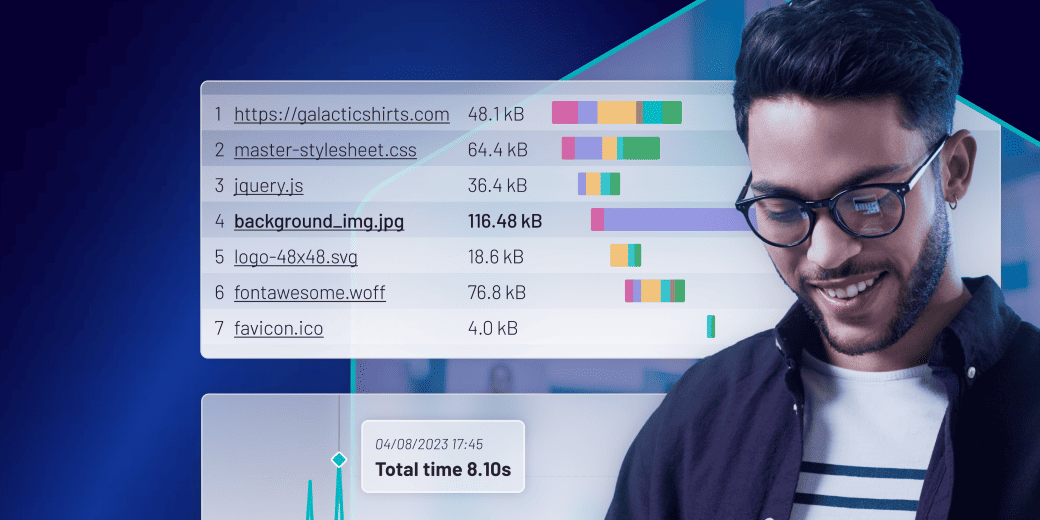 1 https://galacticshirts.com 48.1 kB
2 master-stylesheet.css 64.4 kB
3 jquery.js 36.4 kB
4 background_img.jpg 116.48 kB
5 logo-48x48.svg 18.6 kB
6 fontawesome.woff 76.8 kB
7 favicon.ico 4.0 kB
04/08/2023 17:45
Total time 8.10s